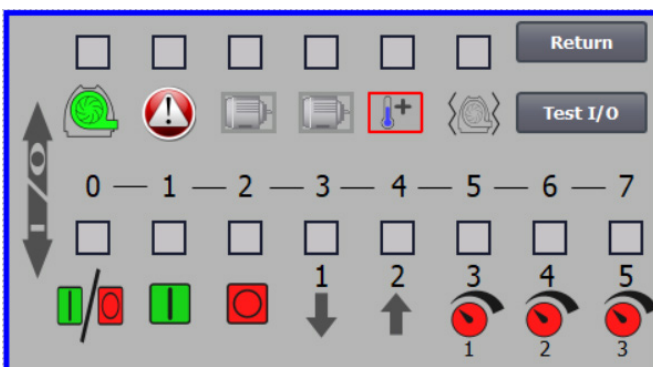 Return
Test I/O
I/O
0 — 1 — 2 — 3 — 4 — 5 — 6 — 7
1 2 3 4 5
1 2 3